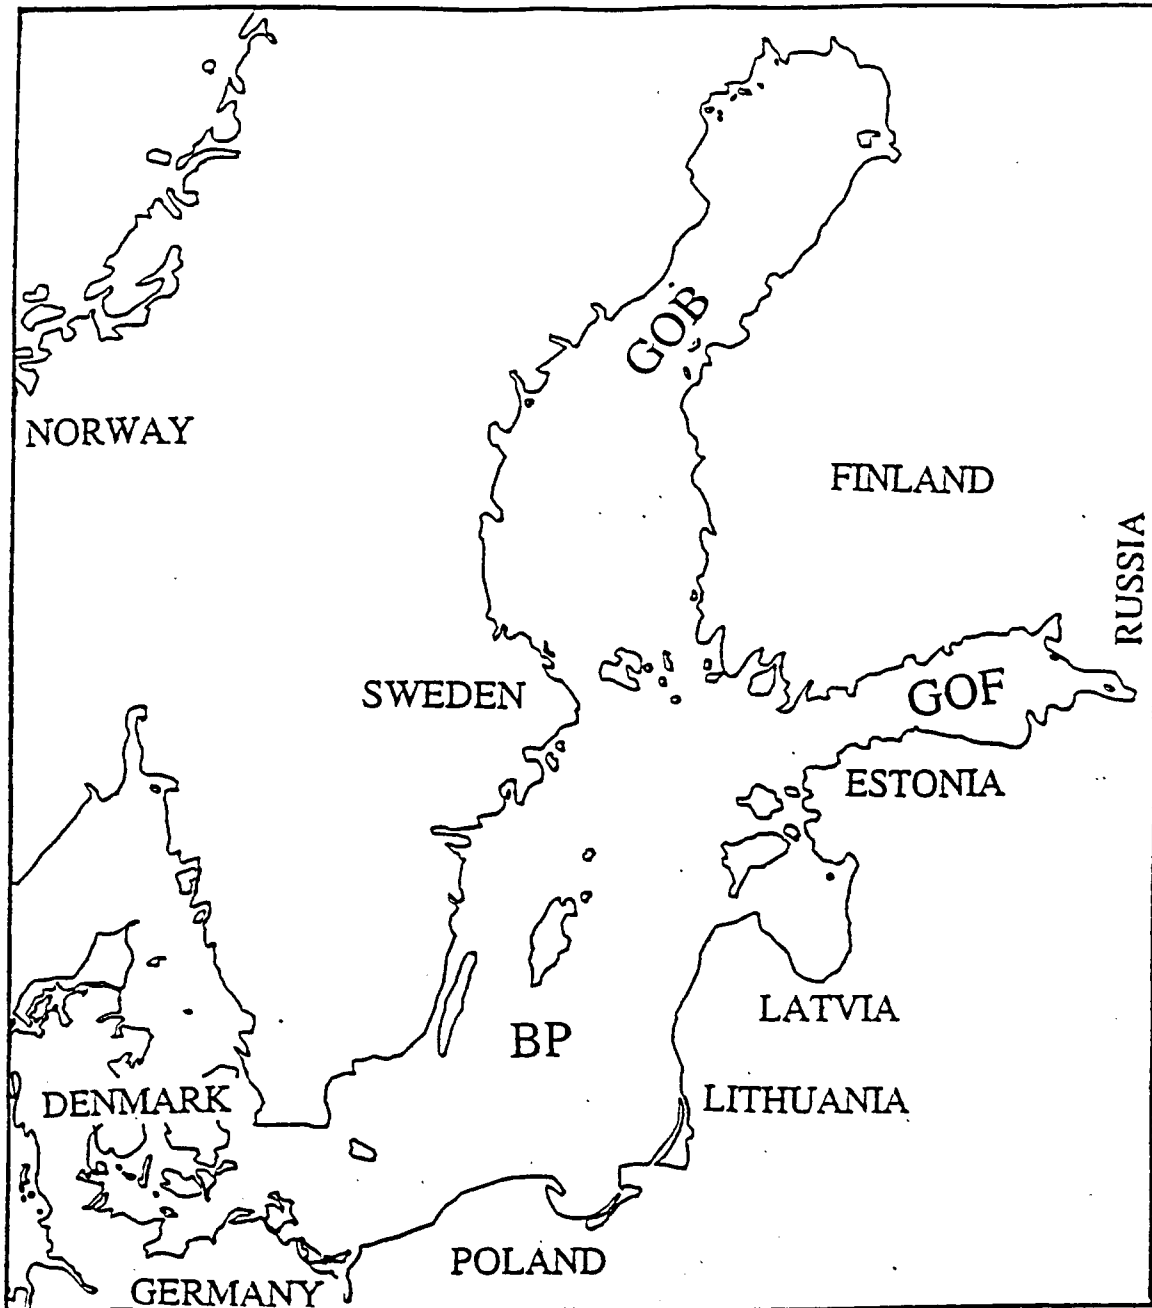 GOB
NORWAY
FINLAND
RUSSIA
SWEDEN
GOF
ESTONIA
LATVIA
BP
DENMARK
LITHUANIA
POLAND
GERMANY